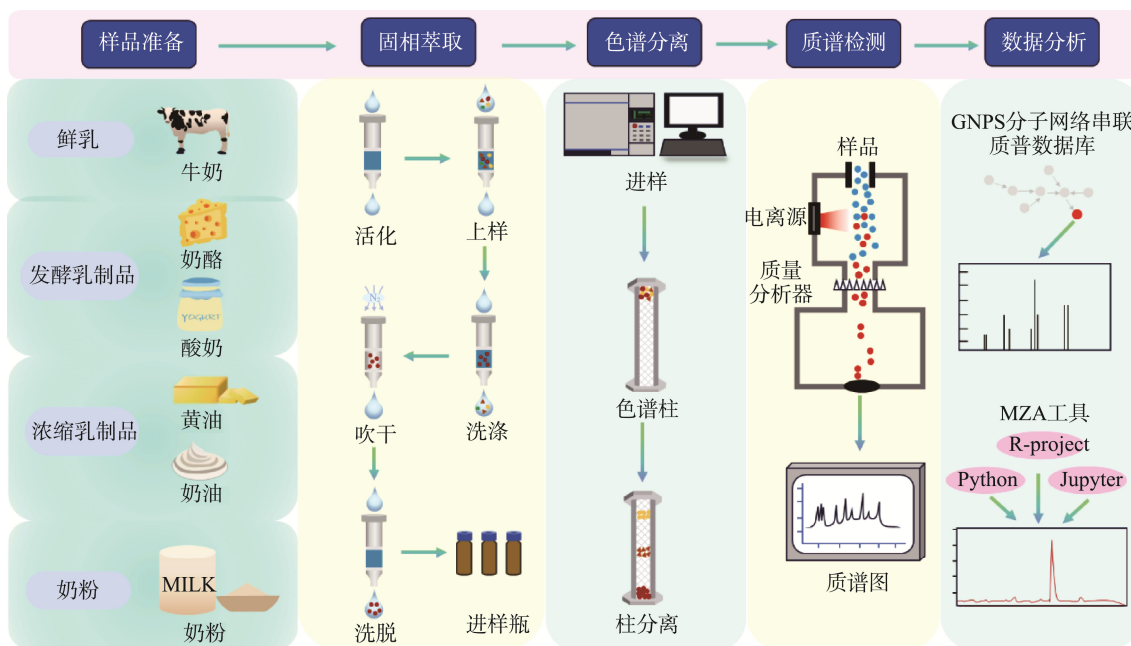 样品准备
固相萃取
色谱分离
质谱检测
数据分析
鲜乳
牛奶
发酵乳制品
奶酪
YOGURT
酸奶
浓缩乳制品
黄油
奶油
奶粉
MILK
奶粉
活化
上样
N₂
吹干
洗涤
洗脱
进样瓶
进样
色谱柱
柱分离
样品
电离源
质量
分析器
质谱图
GNPS分子网络串联
质普数据库
MZA工具
R-project
Python
Jupyter